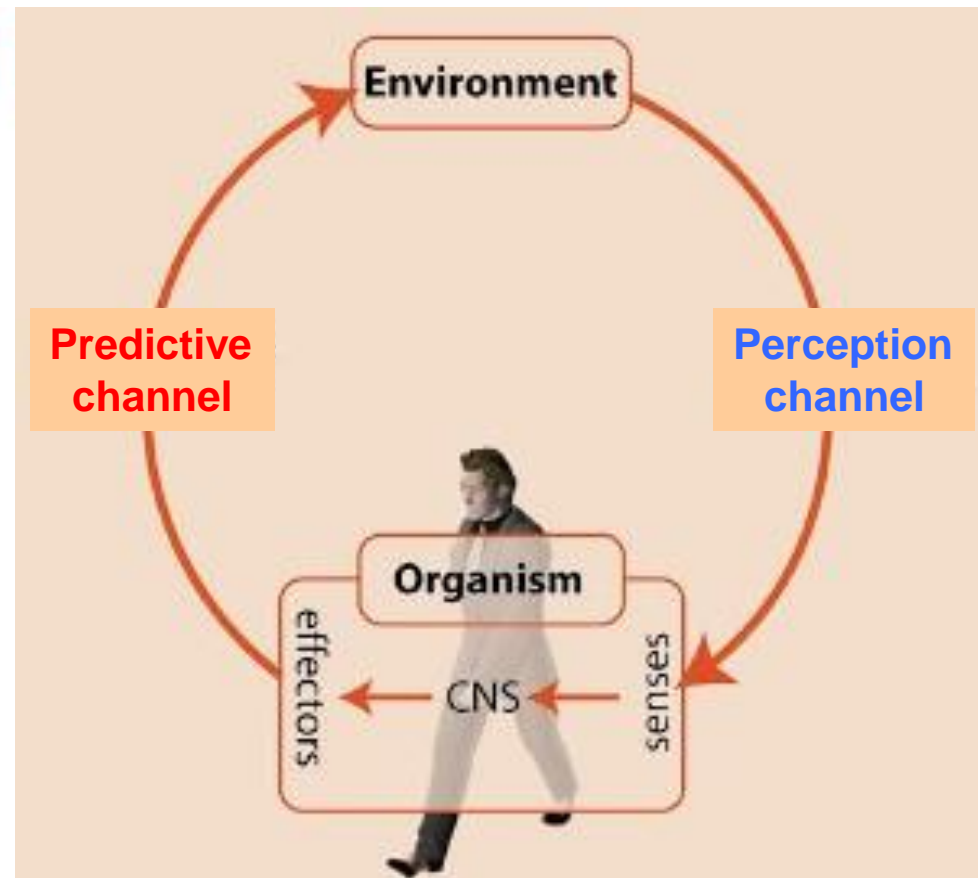 Environment
Predictive
channel
Perception
channel
Organism
effectors
CNS
senses